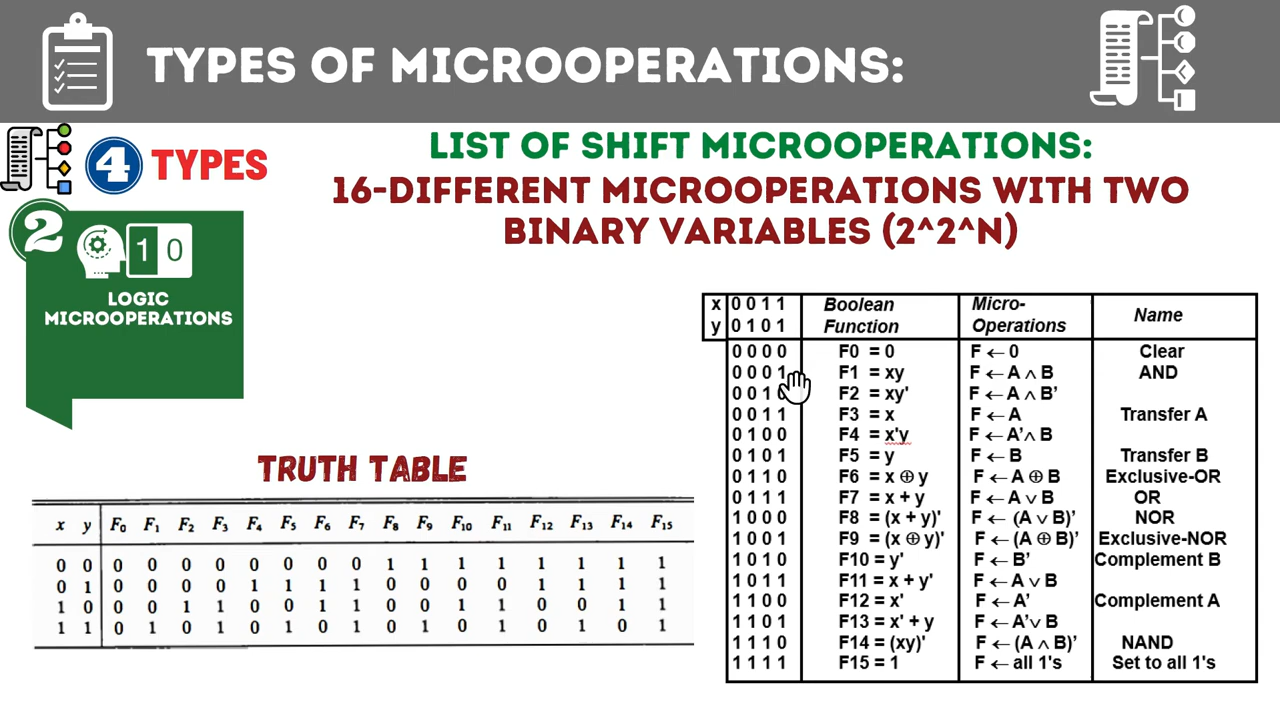 TYPES OF MICROOPERATIONS:
4 TYPES
LIST OF SHIFT MICROOPERATIONS:
16-DIFFERENT MICROOPERATIONS WITH TWO
BINARY VARIABLES (2^2^N)
2
1 0
LOGIC
MICROOPERATIONS
TRUTH TABLE
x y F0 F1 F2 F3 F4 F5 F6 F7 F8 F9 F10 F11 F12 F13 F14 F15
0 0 0 0 0 0 0 0 0 0 1 1 1 1 1 1 1 1
0 1 0 0 0 0 1 1 1 1 0 0 0 0 1 1 1 1
1 0 0 0 1 1 0 0 1 1 0 0 1 1 0 0 1 1
1 1 0 1 0 1 0 1 0 1 0 1 0 1 0 1 0 1
x 0 0 1 1 Boolean Micro- Name
y 0 1 0 1 Function Operations
0 0 0 0 F0 = 0 F ← 0 Clear
0 0 0 1 F1 = xy F ← A ∧ B AND
0 0 1 0 F2 = xy' F ← A ∧ B’
0 0 1 1 F3 = x F ← A Transfer A
0 1 0 0 F4 = x'y F ← A’∧ B
0 1 0 1 F5 = y F ← B Transfer B
0 1 1 0 F6 = x ⊕ y F ← A ⊕ B Exclusive-OR
0 1 1 1 F7 = x + y F ← A ∨ B OR
1 0 0 0 F8 = (x + y)' F ← (A ∨ B)’ NOR
1 0 0 1 F9 = (x ⊕ y)' F ← (A ⊕ B)’ Exclusive-NOR
1 0 1 0 F10 = y' F ← B’ Complement B
1 0 1 1 F11 = x + y' F ← A ∨ B
1 1 0 0 F12 = x' F ← A’ Complement A
1 1 0 1 F13 = x' + y F ← A’∨ B
1 1 1 0 F14 = (xy)' F ← (A ∧ B)’ NAND
1 1 1 1 F15 = 1 F ← all 1's Set to all 1's